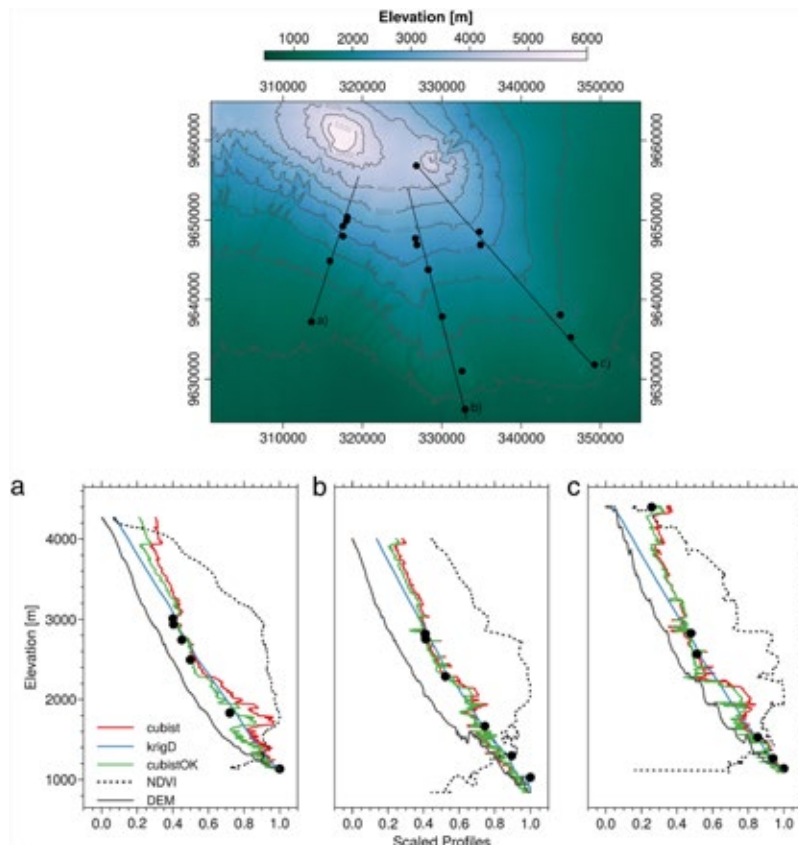 Elevation [m]
1000 2000 3000 4000 5000 6000
310000 320000 330000 340000 350000
9660000 9660000
9650000 9650000
9640000 9640000
9630000 9630000
a)
b)
c)
310000 320000 330000 340000 350000
a b c
4000
3000
2000
1000
Elevation [m]
cubist
krigD
cubistOK
NDVI
DEM
0.0 0.2 0.4 0.6 0.8 1.0 0.0 0.2 0.4 0.6 0.8 1.0 0.0 0.2 0.4 0.6 0.8 1.0
Scaled Profiles